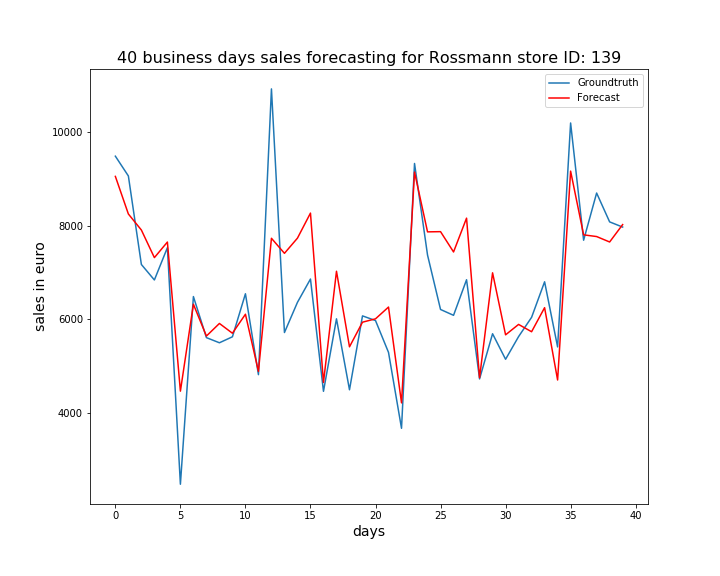 40 business days sales forecasting for Rossmann store ID: 139
Groundtruth
Forecast
10000
8000
6000
4000
sales in euro
0 5 10 15 20 25 30 35 40
days